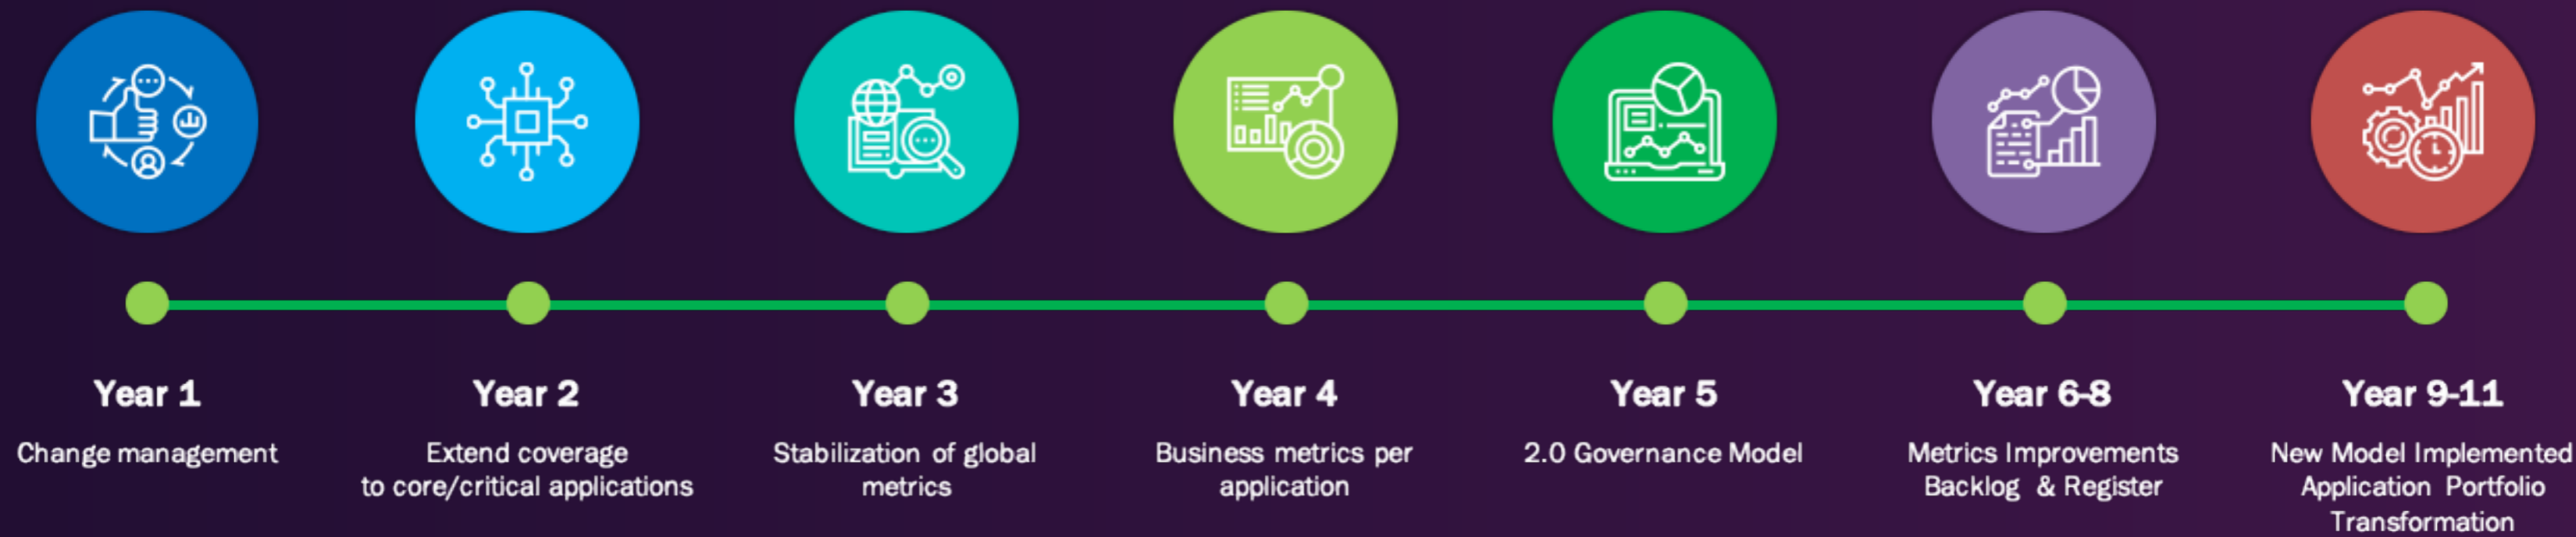 Year 1
Change management
Year 2
Extend coverage
to core/critical applications
Year 3
Stabilization of global
metrics
Year 4
Business metrics per
application
Year 5
2.0 Governance Model
Year 6-8
Metrics Improvements
Backlog & Register
Year 9-11
New Model Implemented
Application Portfolio
Transformation